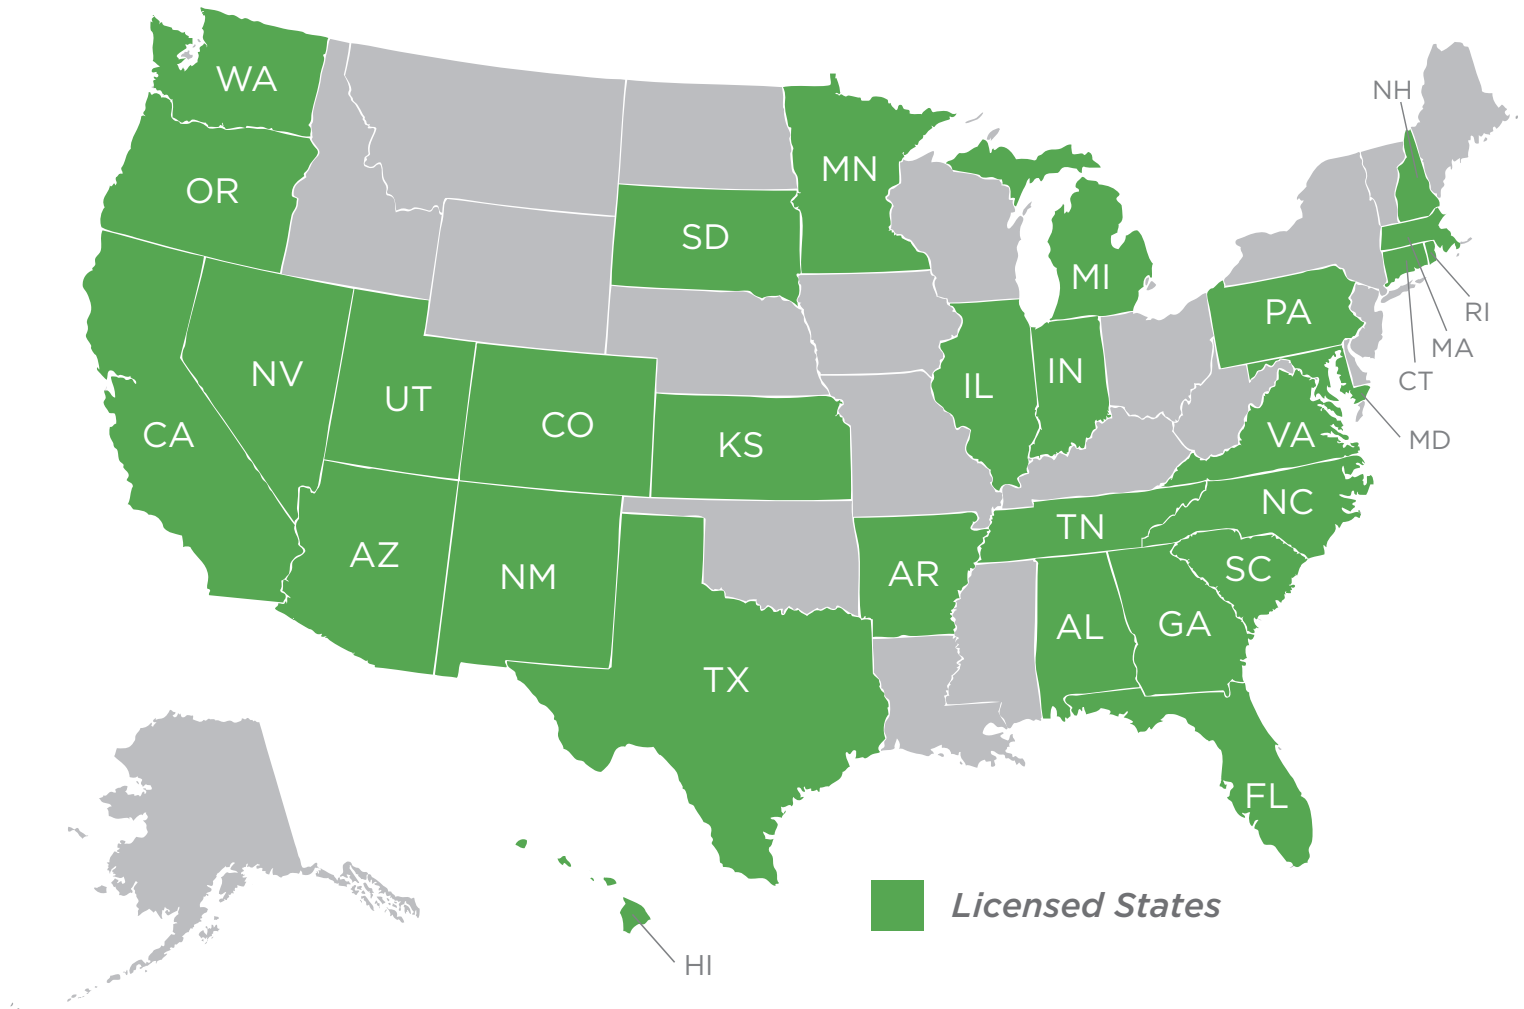 WA
NH
MN
OR
SD
MI
PA
RI
MA
NV
IN
CT
UT
IL
CO
CA
VA
MD
KS
NC
TN
AZ
SC
AR
NM
GA
AL
TX
FL
Licensed States
HI